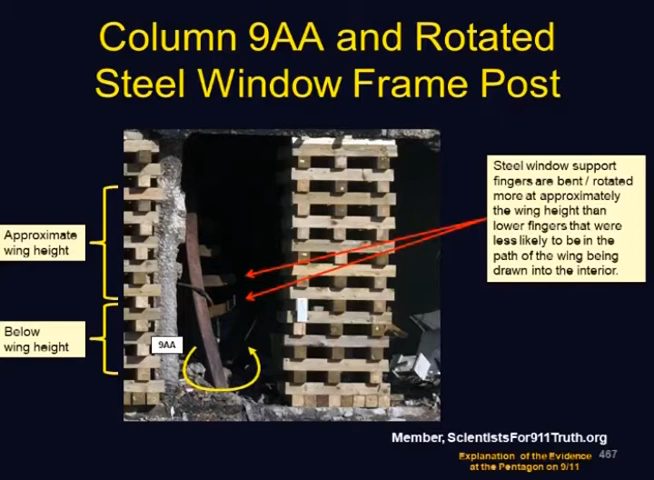 Column 9AA and Rotated
Steel Window Frame Post
Steel window support
fingers are bent / rotated
more at approximately
the wing height than
lower fingers that were
less likely to be in the
path of the wing being
drawn into the interior.
Approximate
wing height
Below
wing height
9AA
Member, ScientistsFor911Truth.org
Explanation of the Evidence 467
at the Pentagon on 9/11